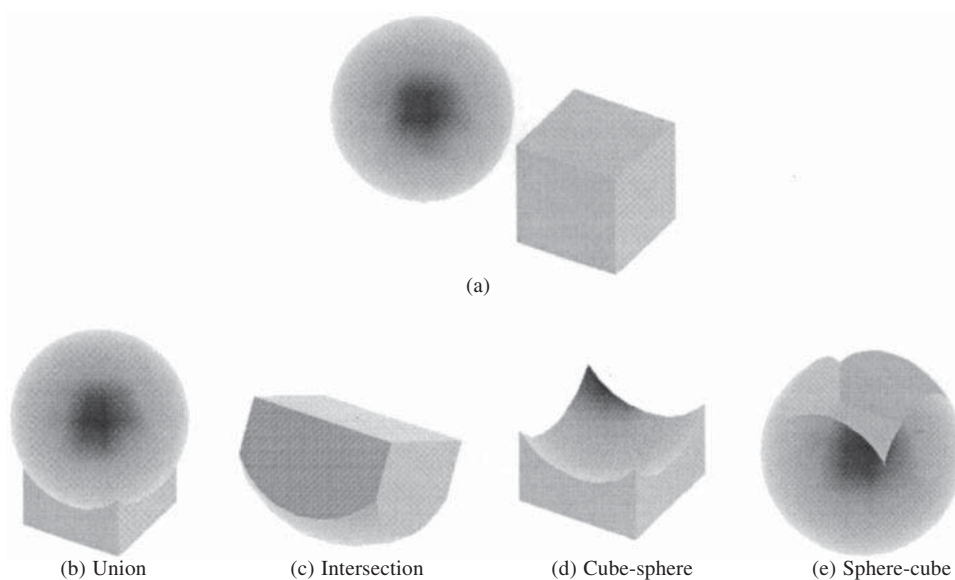 (a)
(b) Union
(c) Intersection
(d) Cube-sphere
(e) Sphere-cube